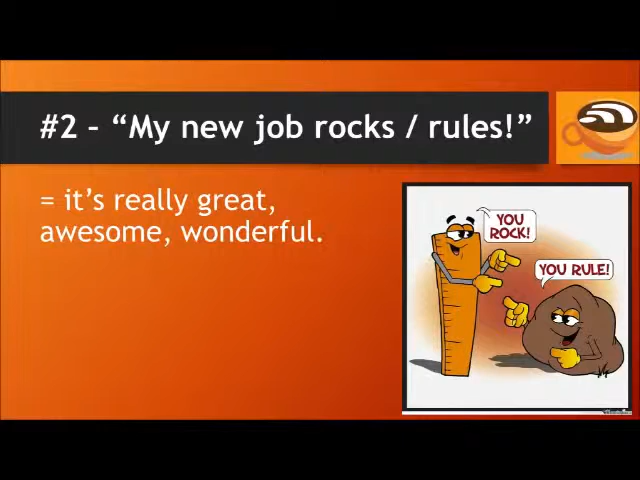 #2 – “My new job rocks / rules!”
= it’s really great,
awesome, wonderful.
YOU
ROCK!
YOU RULE!